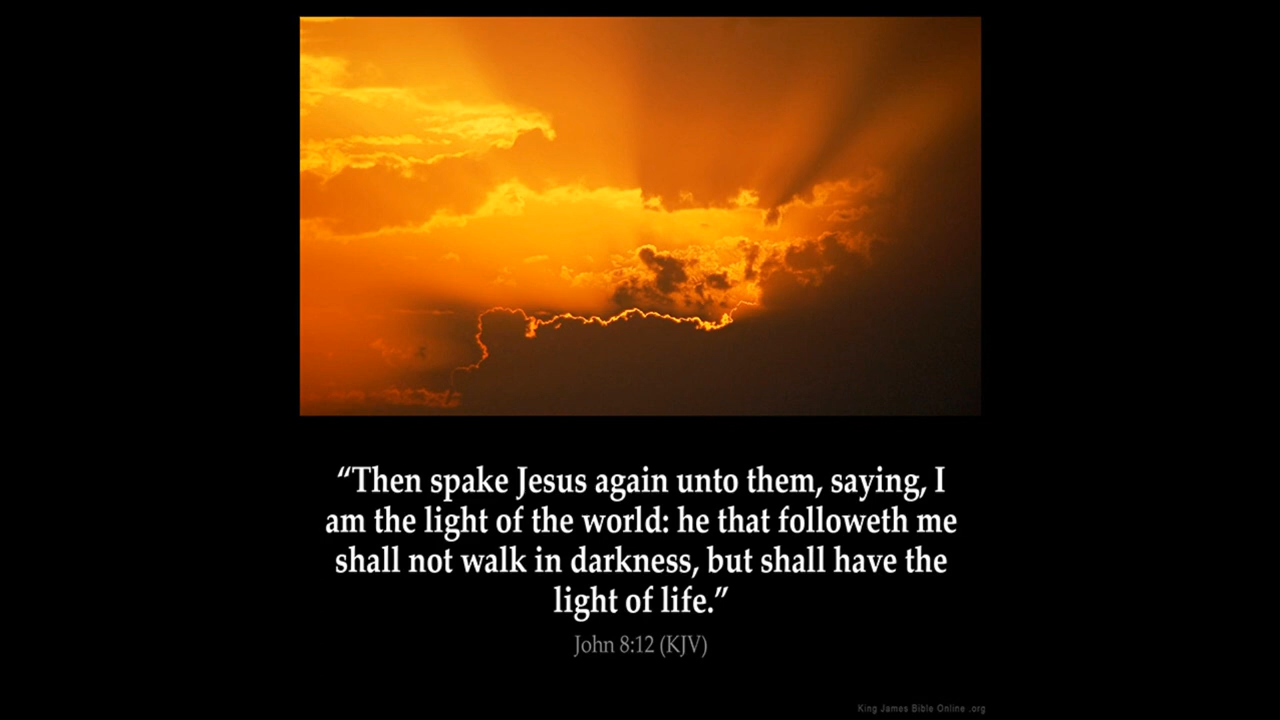 “Then spake Jesus again unto them, saying, I
am the light of the world: he that followeth me
shall not walk in darkness, but shall have the
light of life.”
John 8:12 (KJV)
King James Bible Online .org